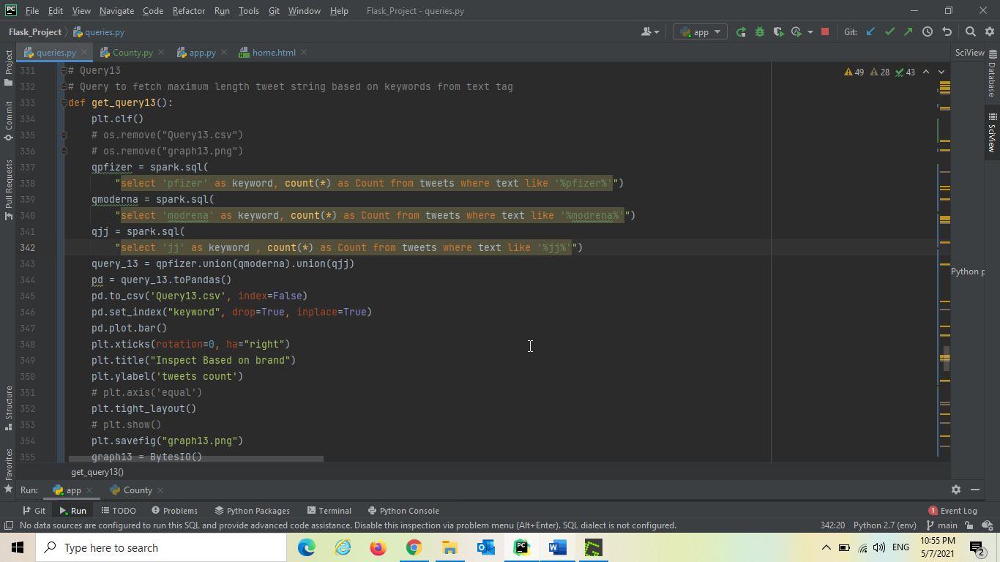 PC File Edit View Navigate Code Refactor Run Tools Git Window Help Flask_Project - queries.py
Flask_Project queries.py app Git:
queries.py County.py app.py home.html SciView
49 28 43
Project
Commit
Pull Requests
Structure
Favorites
331 # Query13
332 # Query to fetch maximum length tweet string based on keywords from text tag
333 def get_query13():
334 plt.clf()
335 # os.remove("Query13.csv")
336 # os.remove("graph13.png")
337 qpfizer = spark.sql(
338 "select 'pfizer' as keyword, count(*) as Count from tweets where text like '%pfizer%'")
339 qmoderna = spark.sql(
340 "select 'modrena' as keyword, count(*) as Count from tweets where text like '%modrena%'")
341 qjj = spark.sql(
342 "select 'jj' as keyword , count(*) as Count from tweets where text like '%jj%'")
343 query_13 = qpfizer.union(qmoderna).union(qjj)
344 pd = query_13.toPandas()
345 pd.to_csv('Query13.csv', index=False)
346 pd.set_index("keyword", drop=True, inplace=True)
347 pd.plot.bar()
348 plt.xticks(rotation=0, ha="right")
349 plt.title("Inspect Based on brand")
350 plt.ylabel('tweets count')
351 # plt.axis('equal')
352 plt.tight_layout()
353 # plt.show()
354 plt.savefig("graph13.png")
355 graph13 = BytesIO()
Python p
Database
SciView
get_query13()
Run: app County
Git Run TODO Problems Python Packages Terminal Python Console 1 Event Log
No data sources are configured to run this SQL and provide advanced code assistance. Disable this inspection via problem menu (Alt+Enter). SQL dialect is not configured. 342:20 Python 2.7 (env) main
Type here to search
ENG
10:55 PM
5/7/2021
2